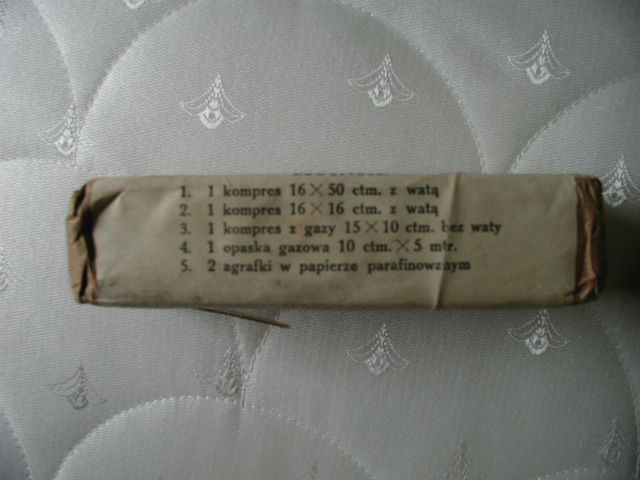 1. 1 kompres 16 × 50 ctm. z watą
2. 1 kompres 16 × 16 ctm. z watą
3. 1 kompres z gazy 15 × 10 ctm. bez waty
4. 1 opaska gazowa 10 ctm. × 5 mtr.
5. 2 agrafki w papierze parafinowanym